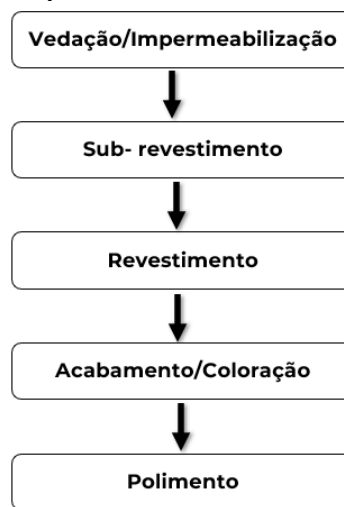 Vedação/Impermeabilização
Sub- revestimento
Revestimento
Acabamento/Coloração
Polimento